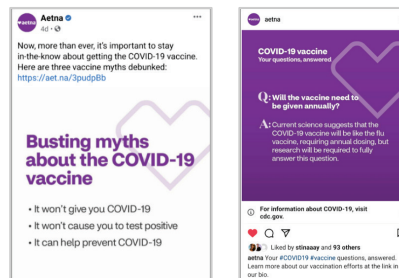 Aetna
4d
Now, more than ever, it's important to stay
in-the-know about getting the COVID-19 vaccine.
Here are three vaccine myths debunked:
https://aet.na/3pudpBb
Busting myths
about the COVID-19
vaccine
• It won't give you COVID-19
• It won't cause you to test positive
• It can help prevent COVID-19
aetna
COVID-19 vaccine
Your questions, answered
Q: Will the vaccine need to
be given annually?
A: Current science suggests that the
COVID-19 vaccine will be like the flu
vaccine, requiring annual dosing, but
research will be required to fully
answer this question.
For information about COVID-19, visit
cdc.gov.
Liked by stinaaay and 93 others
aetna Your #COVID19 #vaccine questions, answered.
Learn more about our vaccination efforts at the link in
our bio.